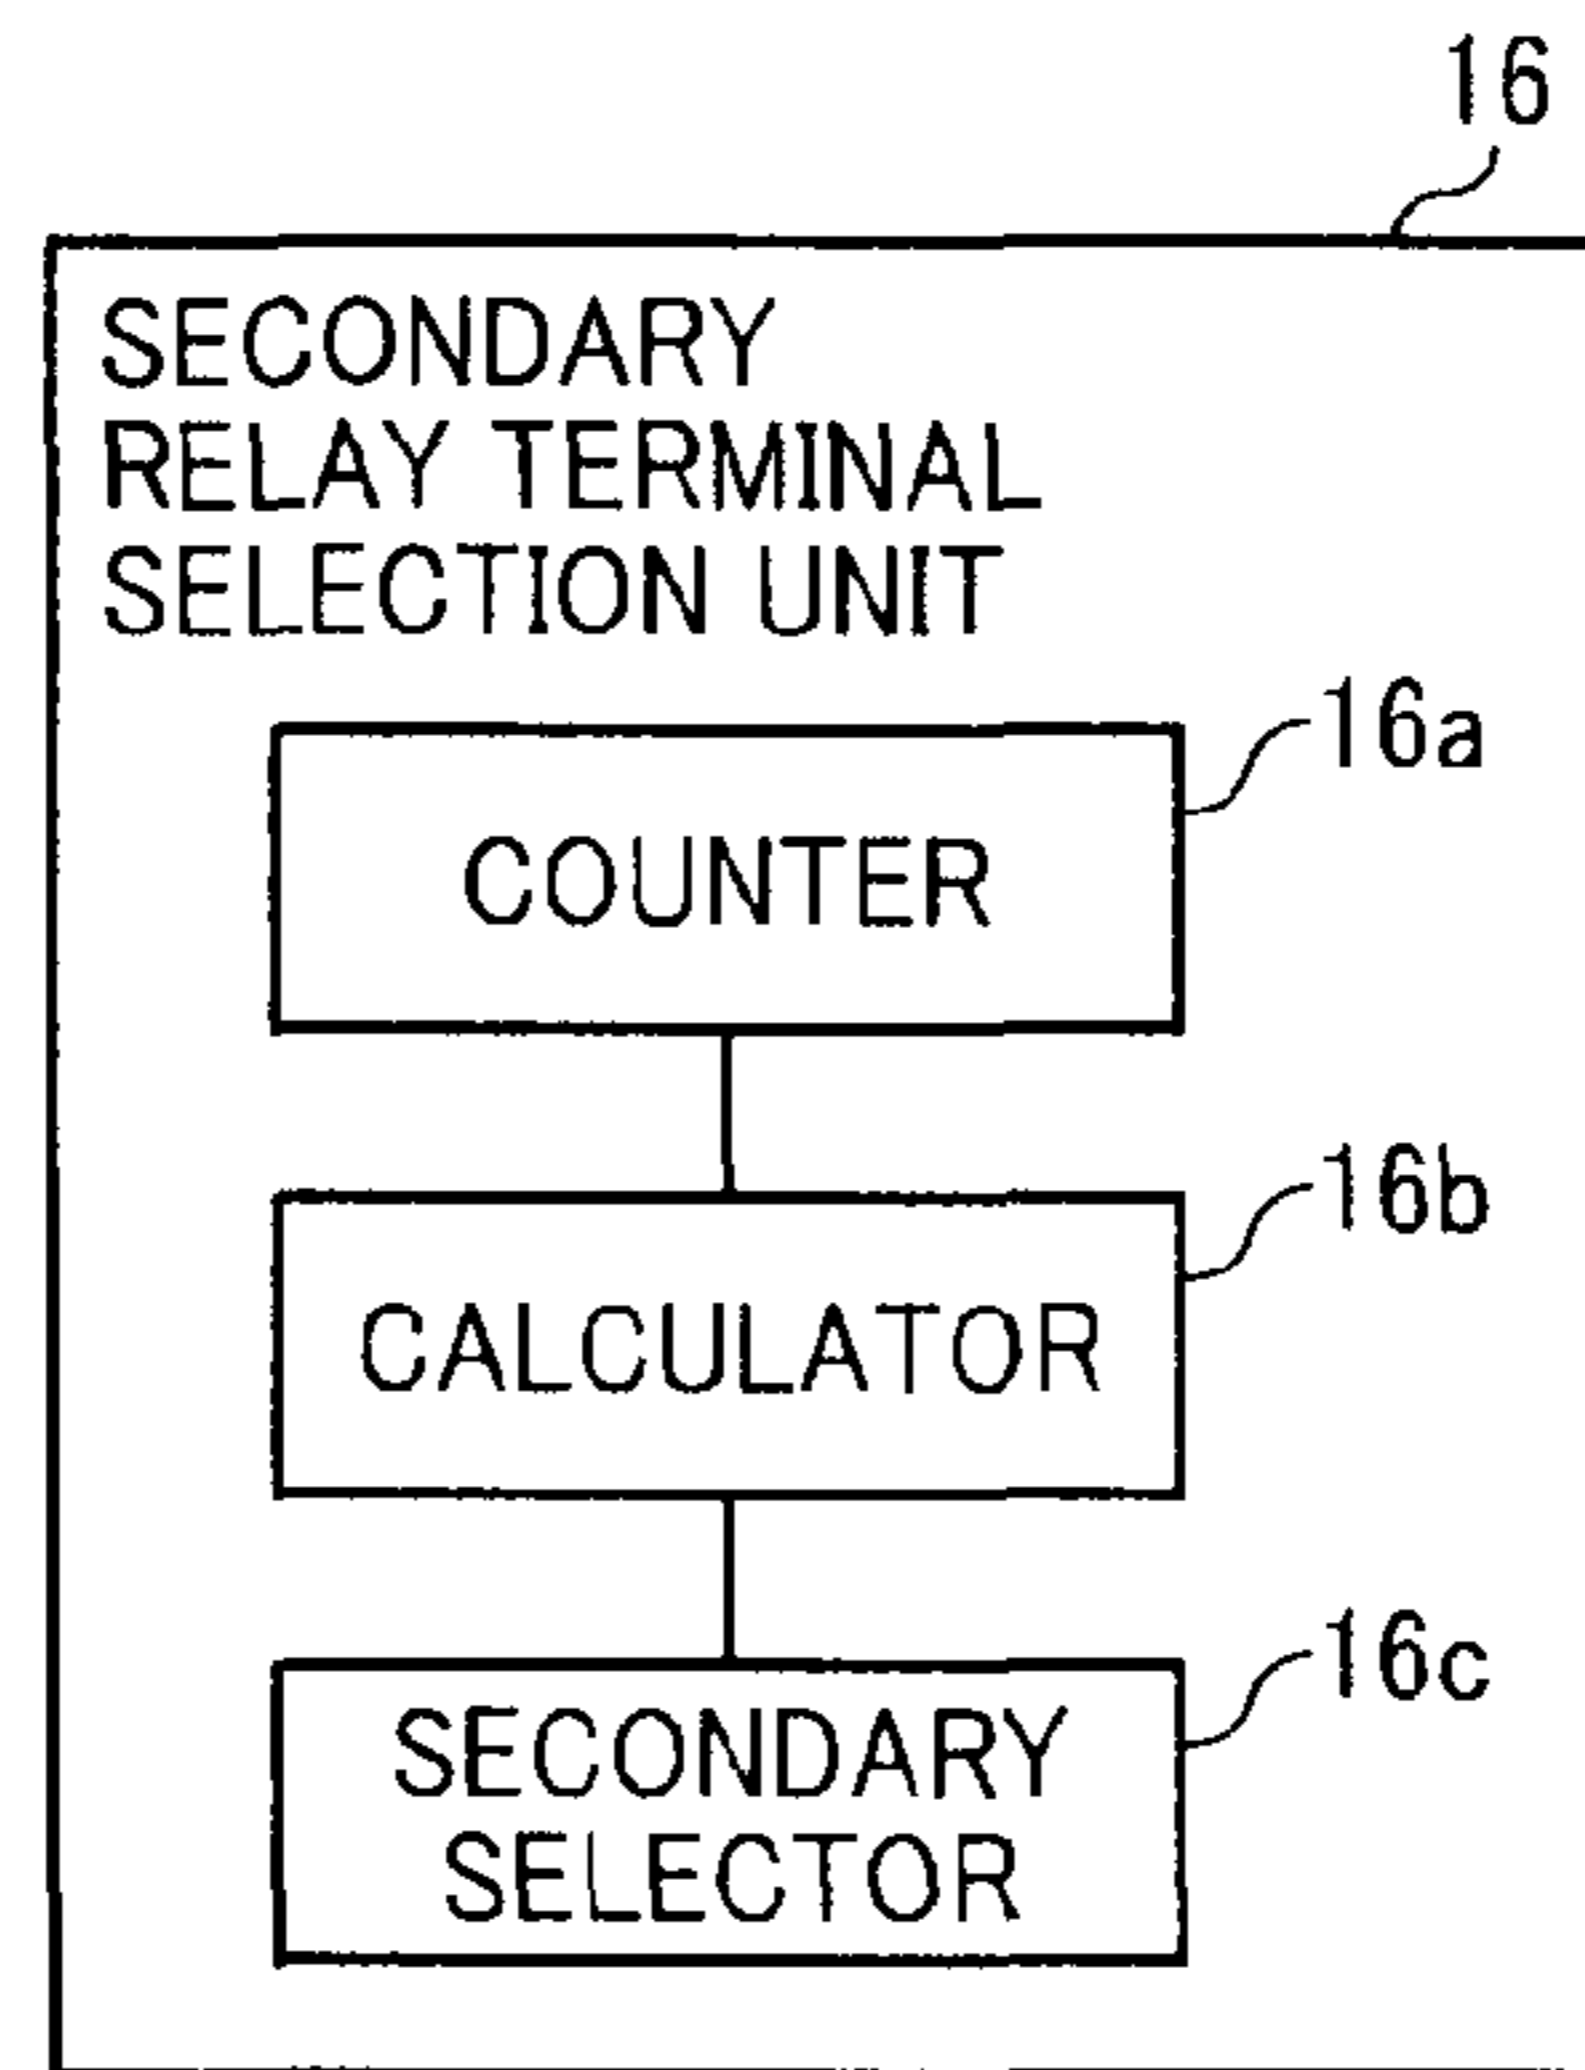 16
SECONDARY
RELAY TERMINAL
SELECTION UNIT
16a
COUNTER
16b
CALCULATOR
16c
SECONDARY
SELECTOR